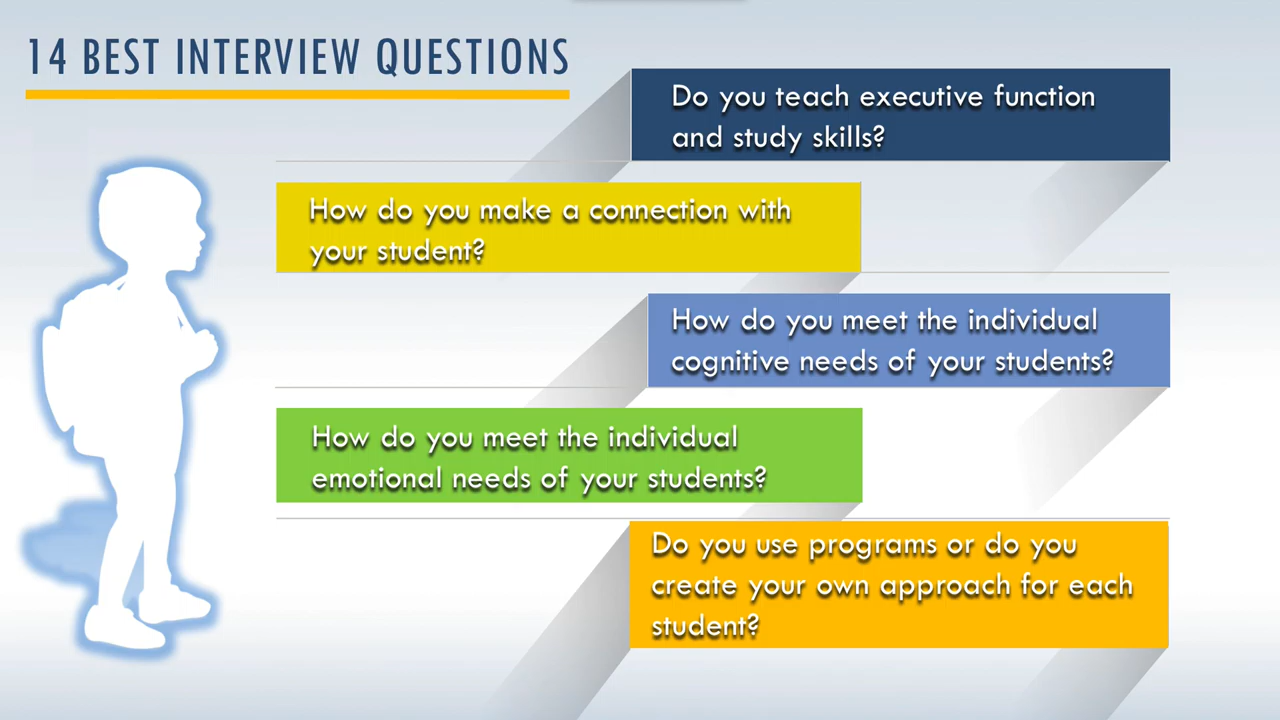 14 BEST INTERVIEW QUESTIONS
Do you teach executive function
and study skills?
How do you make a connection with
your student?
How do you meet the individual
cognitive needs of your students?
How do you meet the individual
emotional needs of your students?
Do you use programs or do you
create your own approach for each
student?